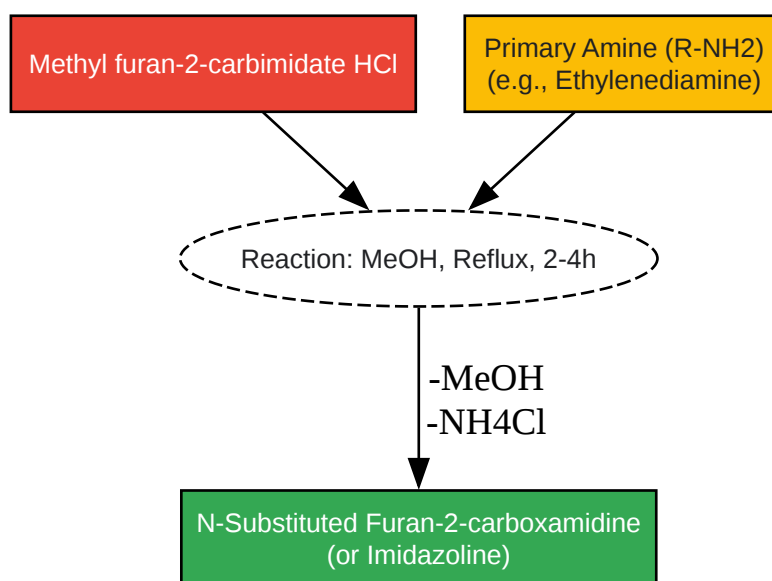 Methyl furan-2-carbimidate HCl
Primary Amine (R-NH2)
(e.g., Ethylenediamine)
Reaction: MeOH, Reflux, 2-4h
-MeOH
-NH4Cl
N-Substituted Furan-2-carboxamidine
(or Imidazoline)